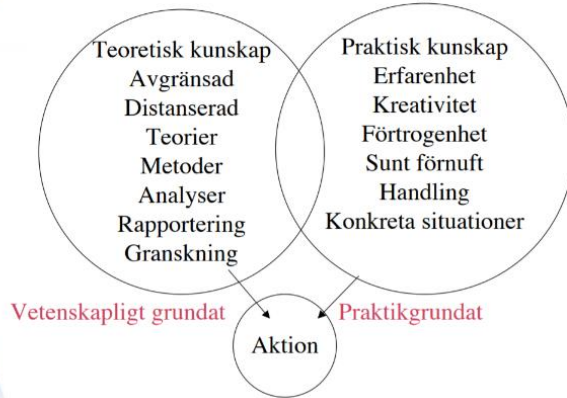 Teoretisk kunskap
Avgränsad
Distanserad
Teorier
Metoder
Analyser
Rapportering
Granskning
Praktisk kunskap
Erfarenhet
Kreativitet
Förtrogenhet
Sunt förnuft
Handling
Konkreta situationer
Vetenskapligt grundat
Praktikgrundat
Aktion